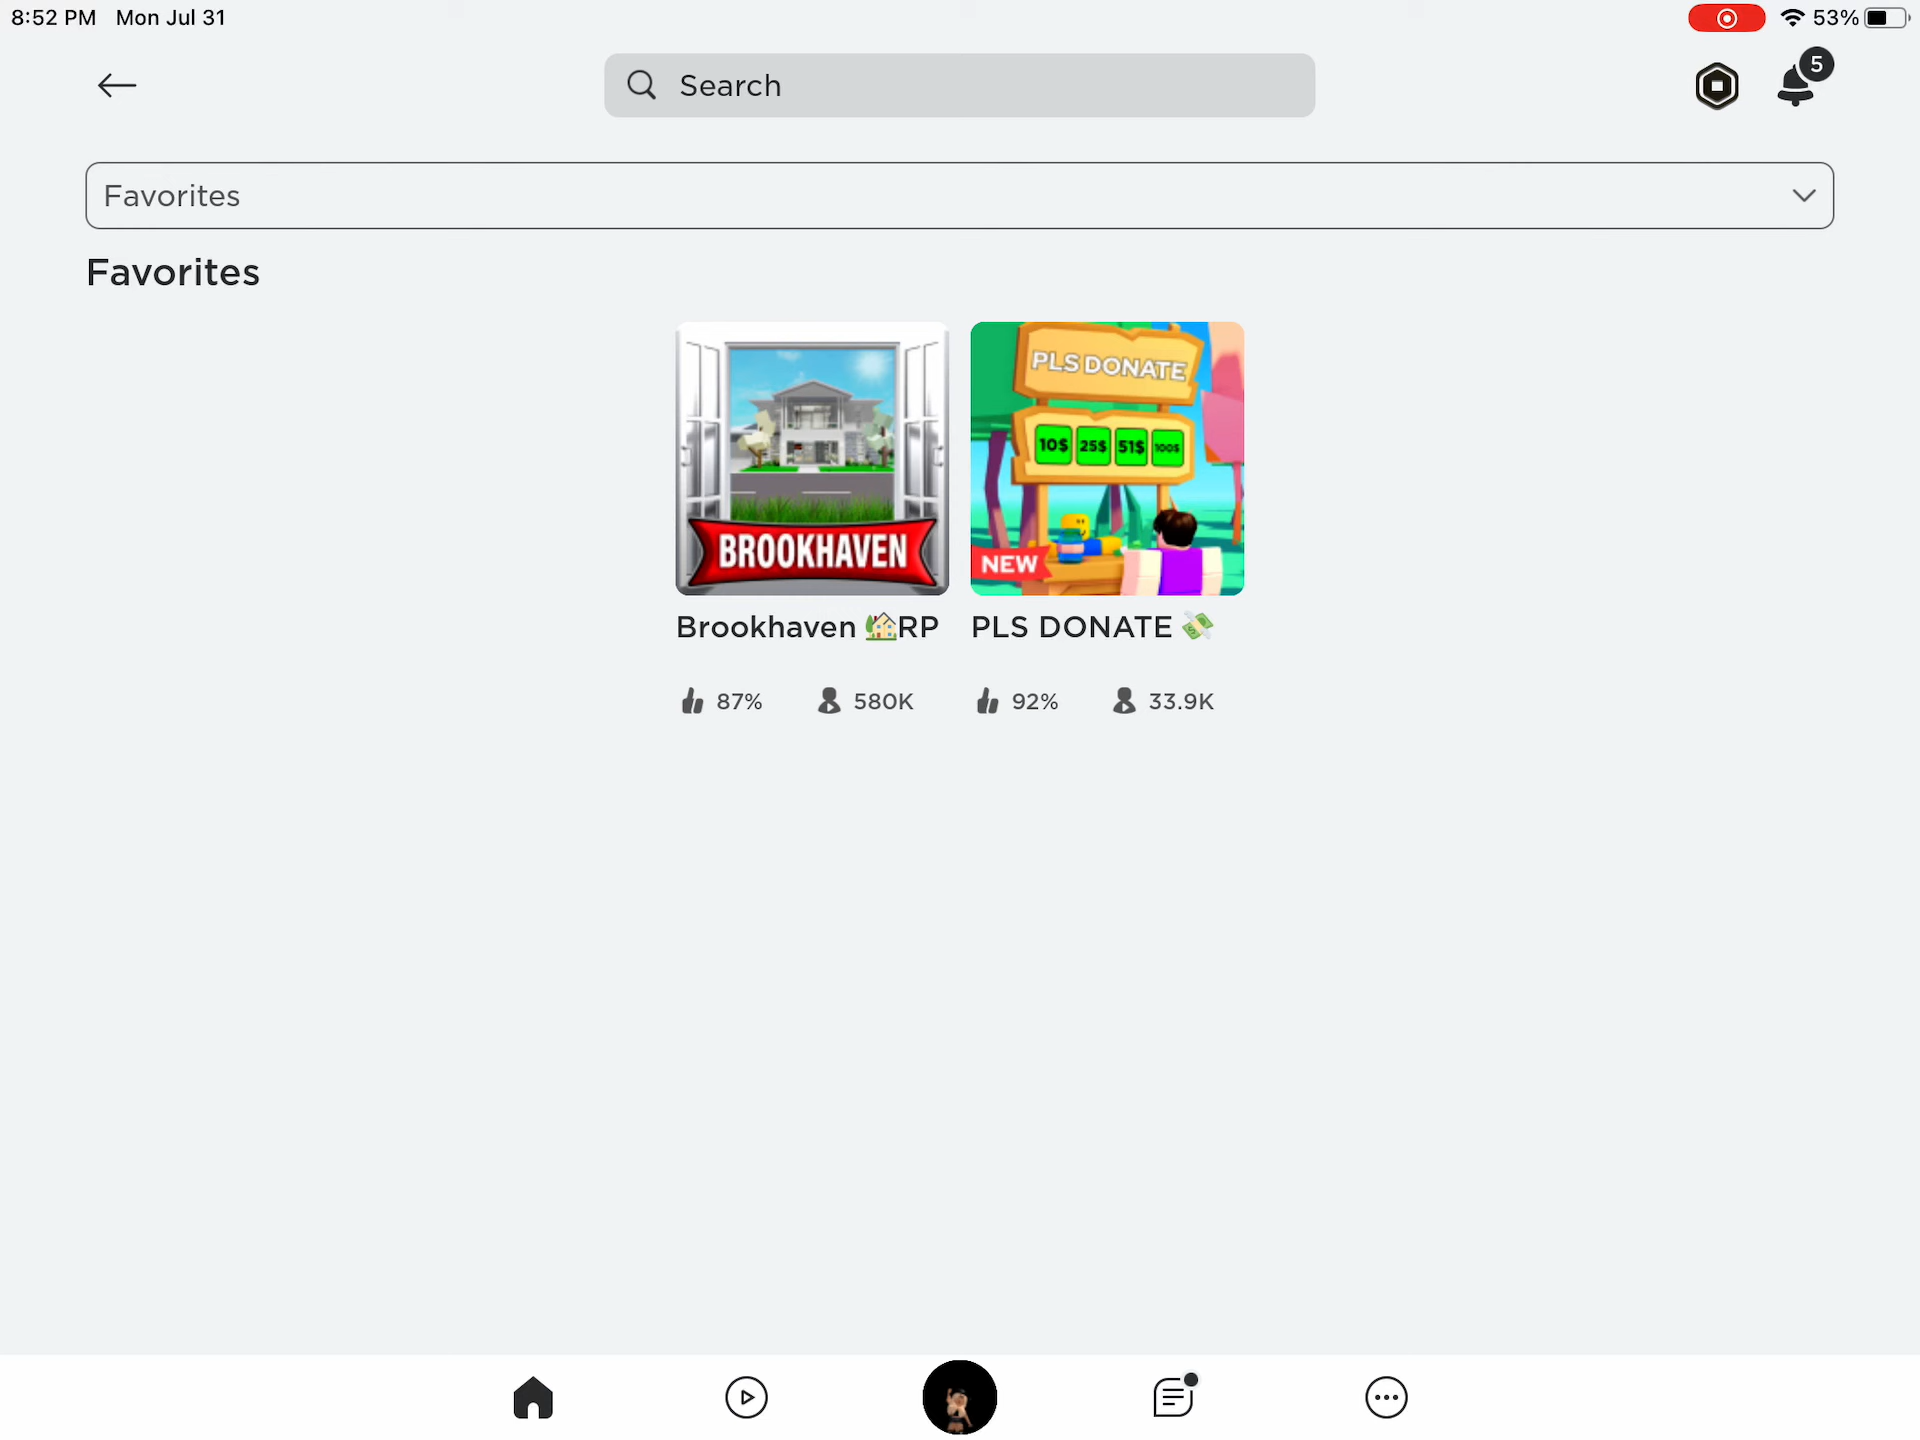 8:52 PM Mon Jul 31
53%
Search
5
Favorites
Favorites
PLS DONATE
10$ 25$ 51$ 100$
BROOKHAVEN
NEW
Brookhaven 🏡RP
PLS DONATE 💸
87% 580K
92% 33.9K